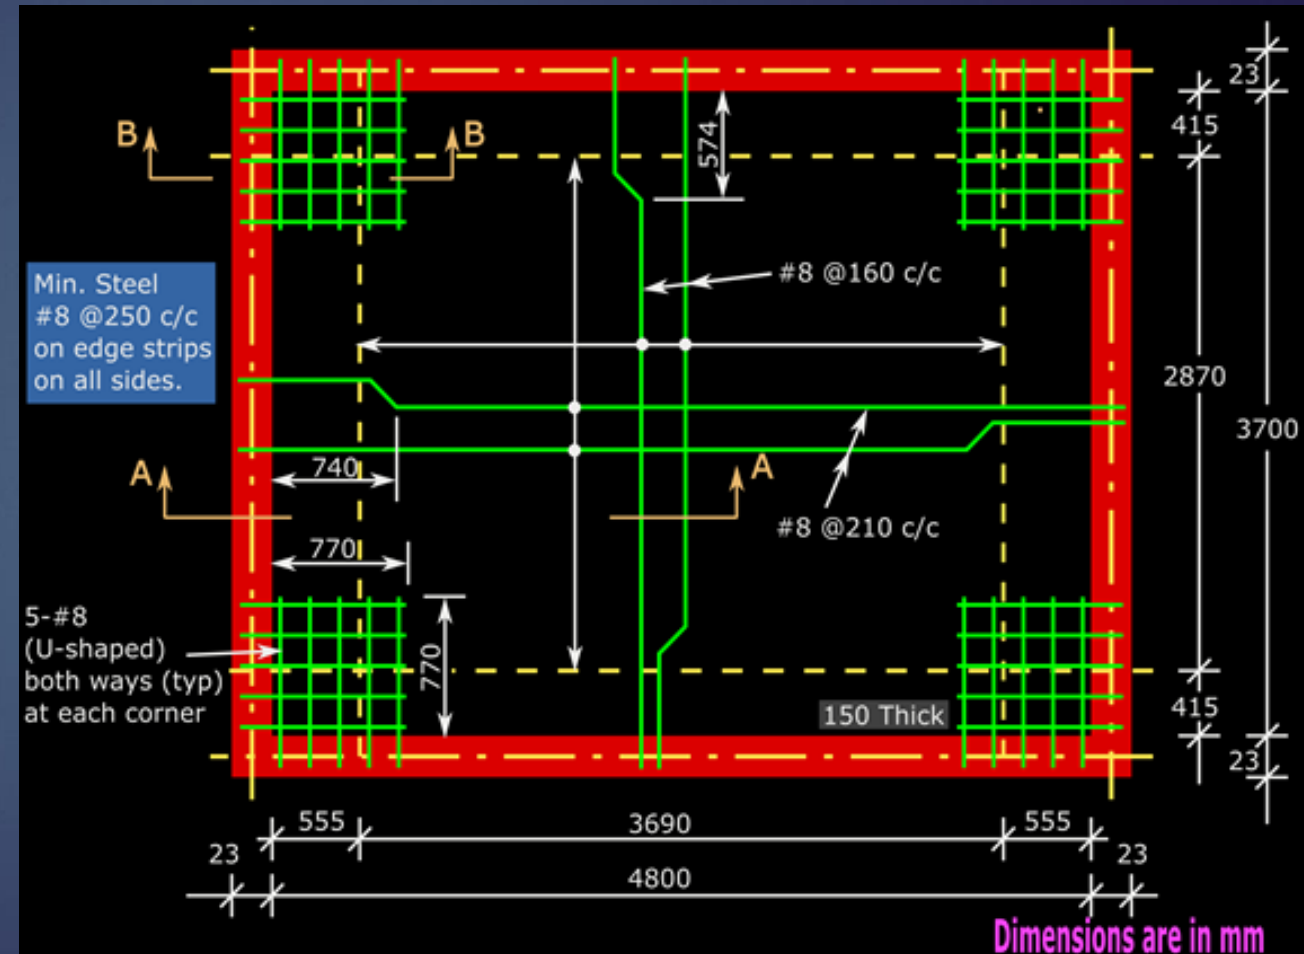 23
415
B
B
574
Min. Steel
#8 @250 c/c
on edge strips
on all sides.
#8 @160 c/c
2870
3700
740
A
A
#8 @210 c/c
770
5-#8
(U-shaped)
both ways (typ)
at each corner
770
150 Thick
415
23
555
3690
555
23
4800
23
Dimensions are in mm